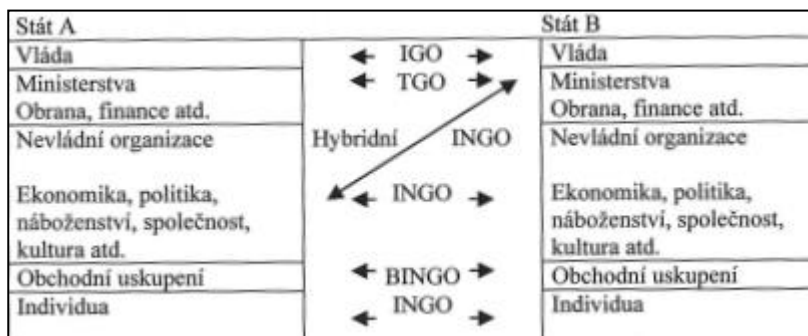 Stát A Stát B
Vláda IGO Vláda
Ministerstva TGO Ministerstva
Obrana, finance atd. Obrana, finance atd.
Nevládní organizace Hybridní INGO Nevládní organizace
Ekonomika, politika, INGO Ekonomika, politika,
náboženství, společnost, náboženství, společnost,
kultura atd. kultura atd.
Obchodní uskupení BINGO Obchodní uskupení
Individua INGO Individua